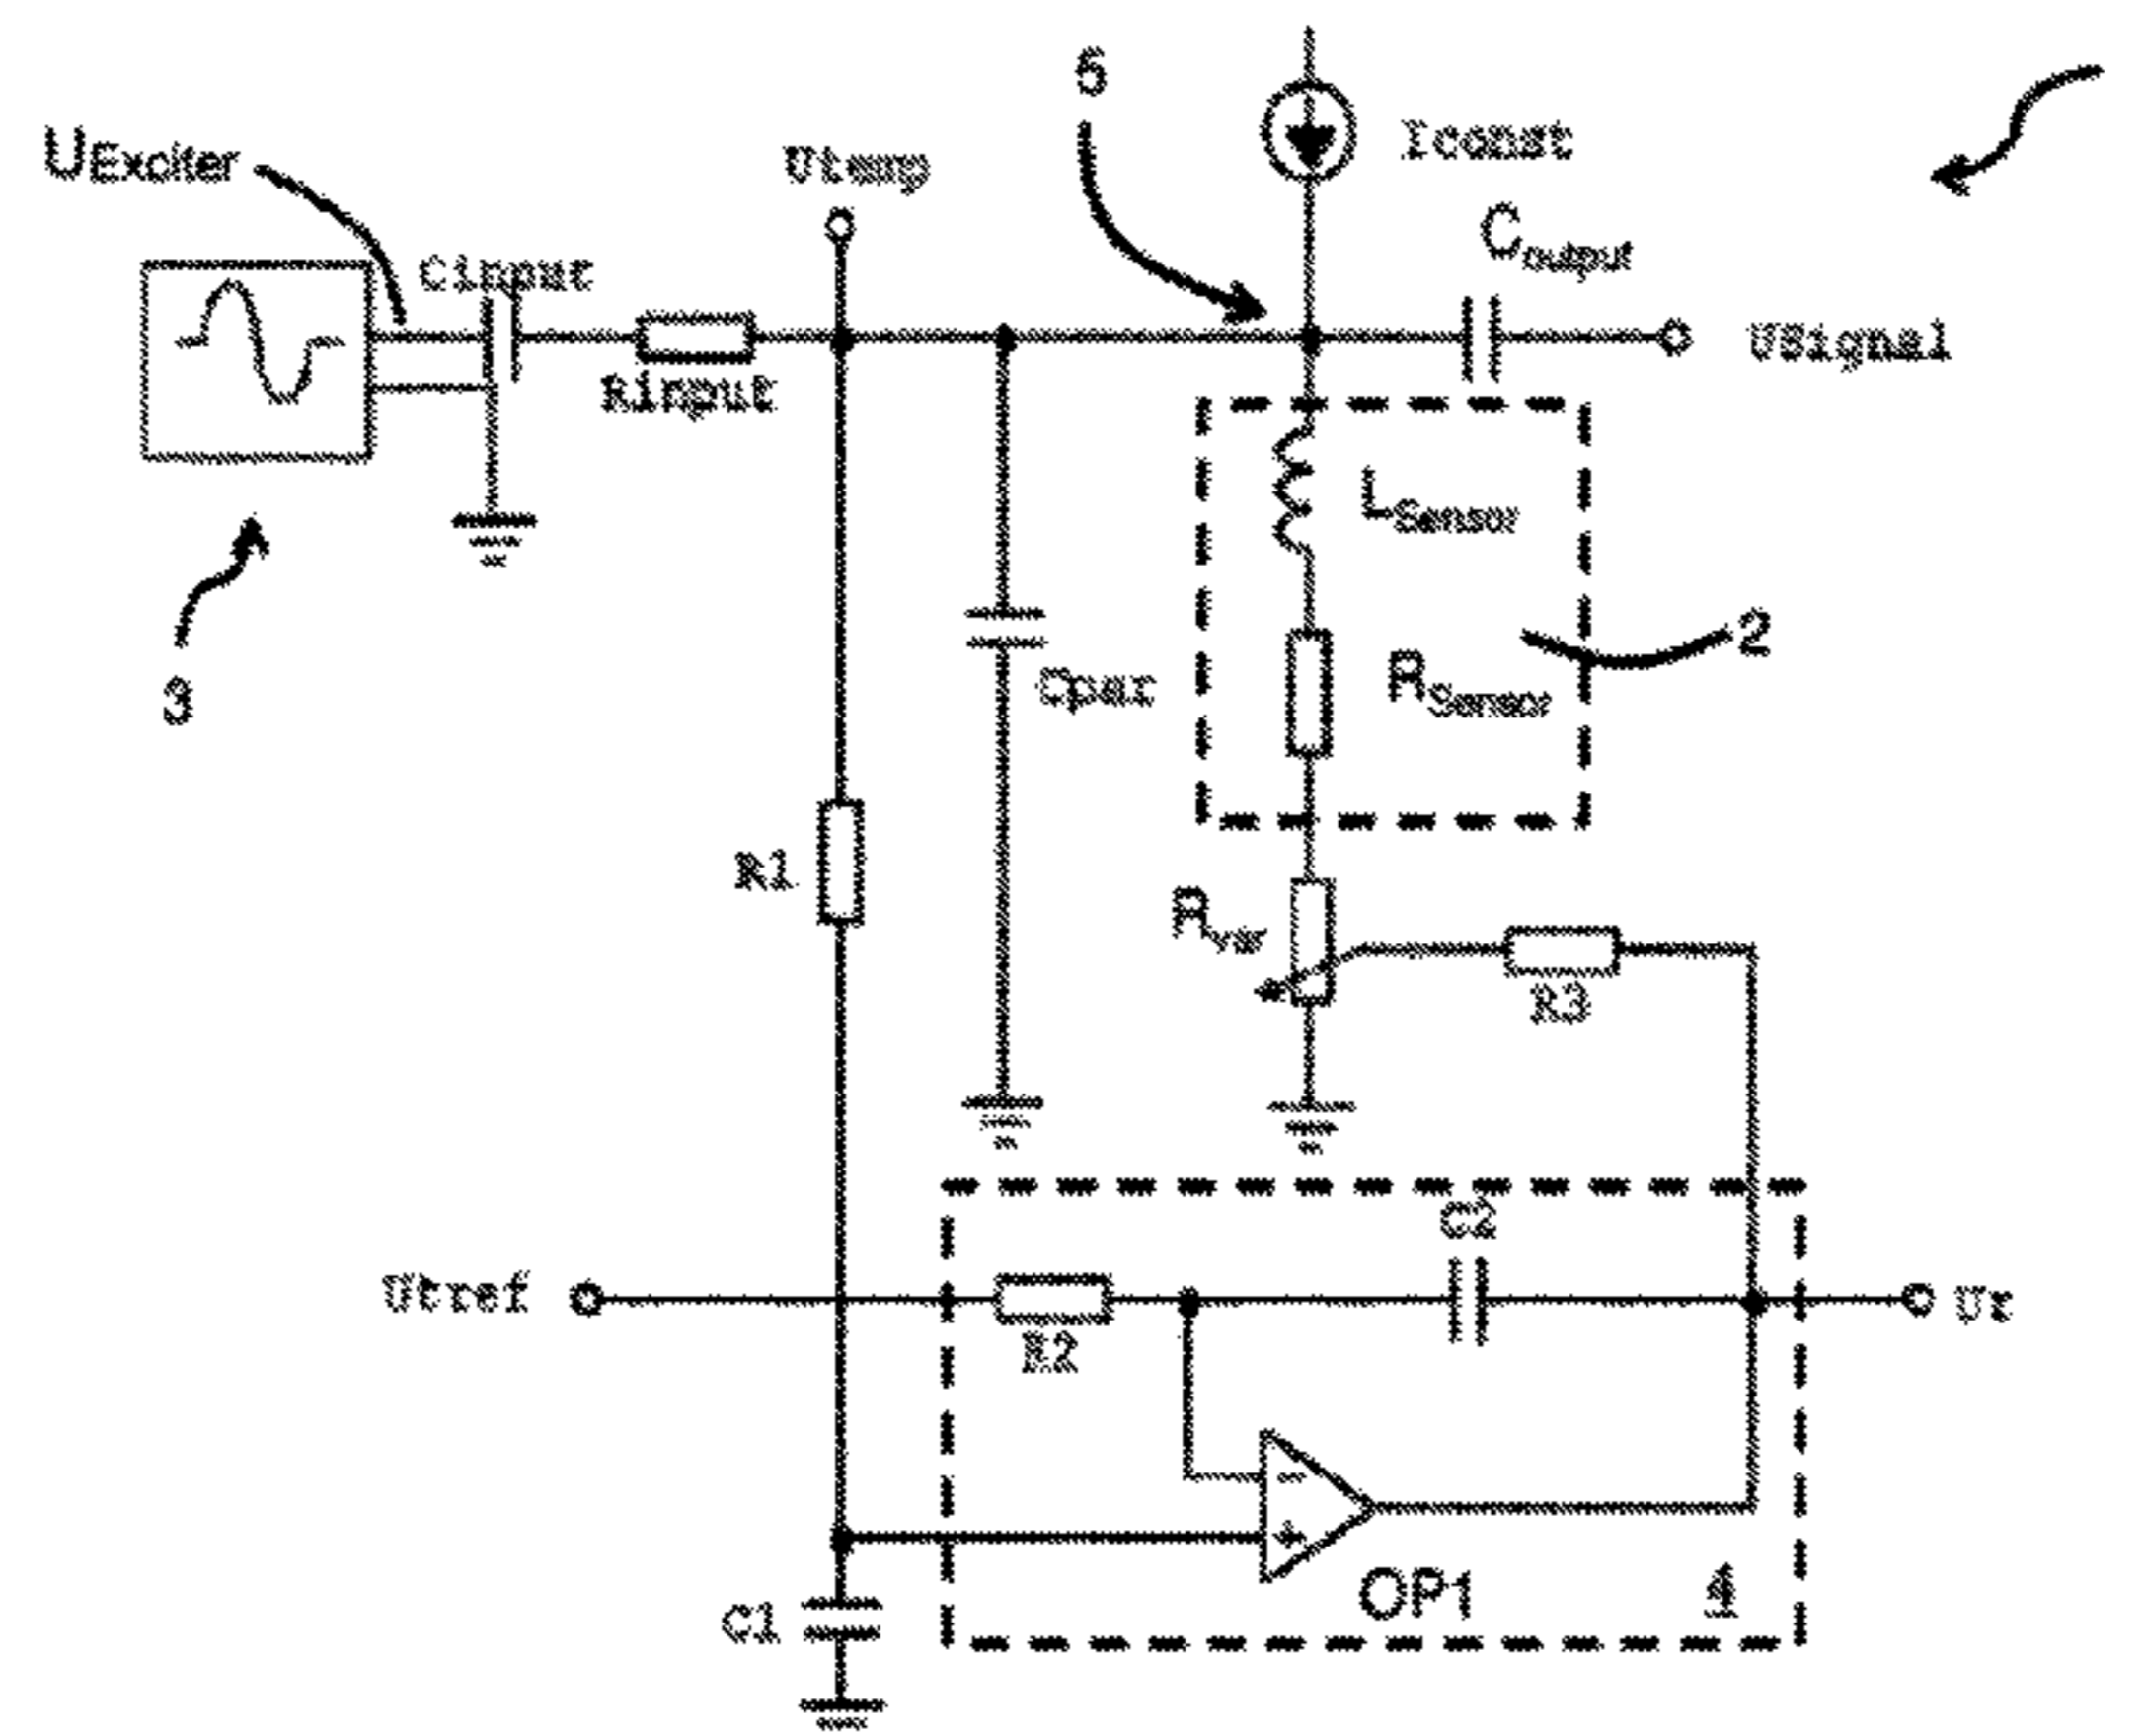 5
UExciter
Utemp
Iconst
Cinput
Coutput
USignal
Rinput
LSensor
2
3
Cpar
RSensor
R1
Rvar
R3
C2
Utref
Ur
R2
-
+
OP1
4
C1